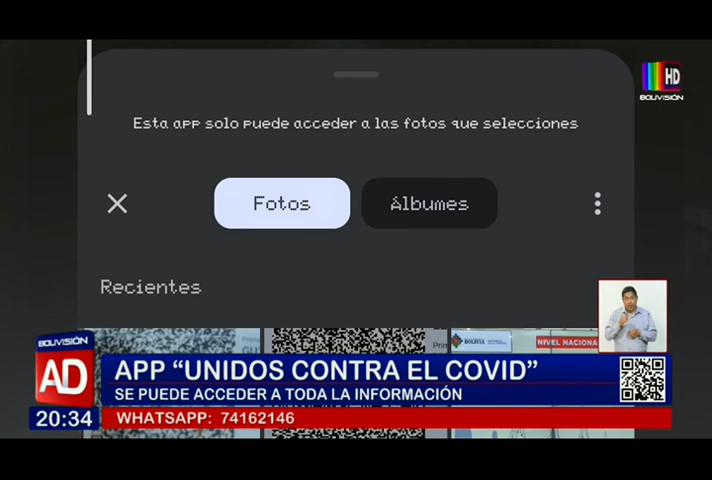 HD
BOLIVISIÓN
Esta app solo puede acceder a las fotos que selecciones
Fotos
Álbumes
Recientes
BOLIVIA
NIVEL NACIONA
BOLIVISIÓN
AD
APP “UNIDOS CONTRA EL COVID”
SE PUEDE ACCEDER A TODA LA INFORMACIÓN
20:34
WHATSAPP: 74162146